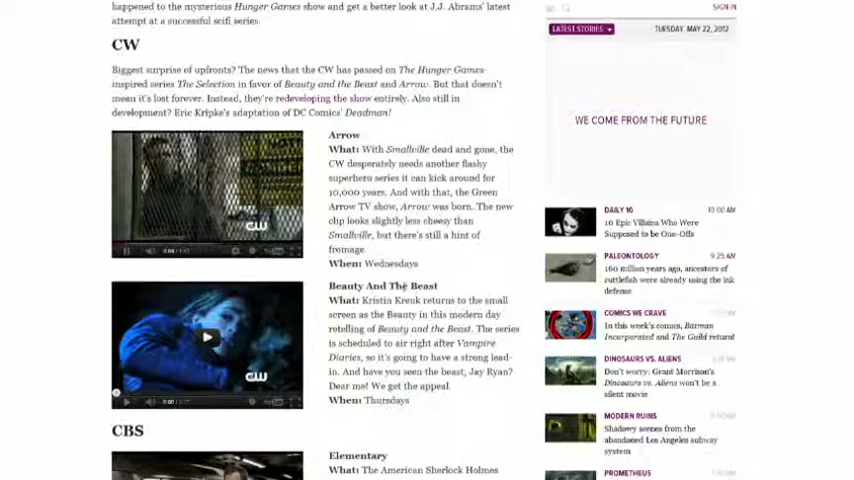 happened to the mysterious Hunger Games show and get a better look at J.J. Abrams' latest
attempt at a successful scifi series.
CW
Biggest surprise of upfronts? The news that the CW has passed on The Hunger Games-
inspired series The Selection in favor of Beauty and the Beast and Arrow. But that doesn't
mean it's lost forever. Instead, they're redeveloping the show entirely. Also still in
development? Eric Kripke's adaptation of DC Comics' Deadman!
Arrow
What: With Smallville dead and gone, the
CW desperately needs another flashy
superhero series it can kick around for
10,000 years. And with that, the Green
Arrow TV show, Arrow was born. The new
clip looks slightly less cheesy than
Smallville, but there's still a hint of
fromage
When: Wednesdays
CW
Beauty And The Beast
What: Kristin Kreuk returns to the small
screen as the Beauty in this modern day
retelling of Beauty and the Beast. The series
is scheduled to air right after Vampire
Diaries, so it's going to have a strong lead-
in. And have you seen the beast, Jay Ryan?
Dear me! We get the appeal.
When: Thursdays
CW
CBS
Elementary
What: The American Sherlock Holmes
SIGN IN
LATEST STORIES
TUESDAY, MAY 22, 2012
WE COME FROM THE FUTURE
DAILY 10
10:00 AM
10 Epic Villains Who Were
Supposed to be One-Offs
PALEONTOLOGY
9:25 AM
160 million years ago, ancestors of
cuttlefish were already using the ink
defense
COMICS WE CRAVE
In this week's comics, Batman
Incorporated and The Guild return!
DINOSAURS VS. ALIENS
Don't worry: Grant Morrison's
Dinosaurs vs. Aliens won't be a
silent movie
MODERN RUINS
Shadowy scenes from the
abandoned Los Angeles subway
system
PROMETHEUS